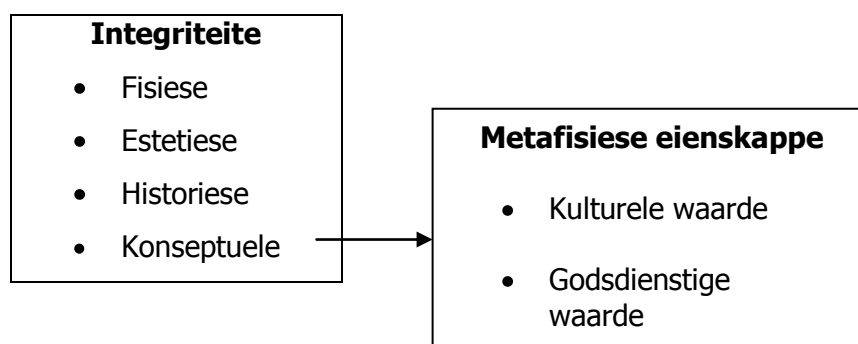 Integriteite
• Fisiese
• Estetiese
• Historiese
• Konseptuele
Metafisiese eienskappe
• Kulturele waarde
• Godsdienstige
waarde